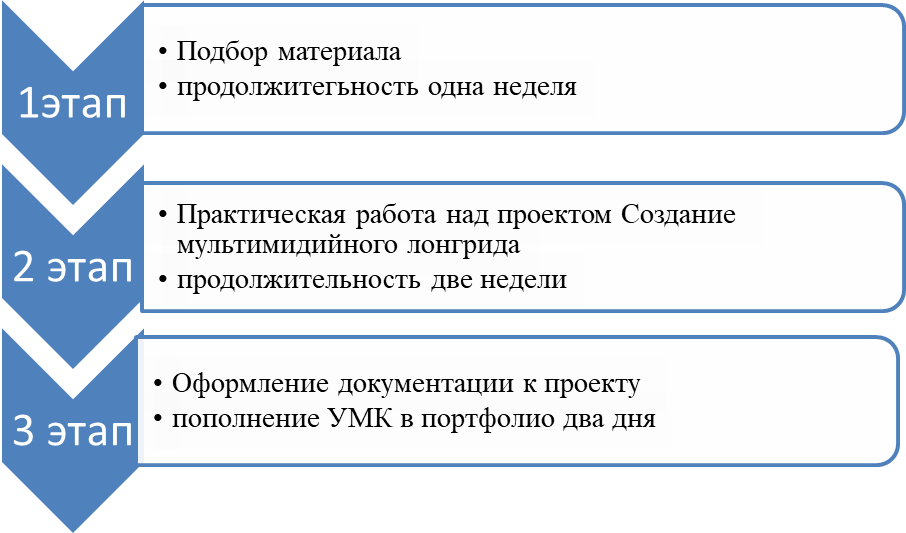 1этап
• Подбор материала
• продолжитегьность одна неделя
2 этап
• Практическая работа над проектом Создание
мультимидийного лонгрида
• продолжительность две недели
3 этап
• Оформление документации к проекту
• пополнение УМК в портфолио два дня